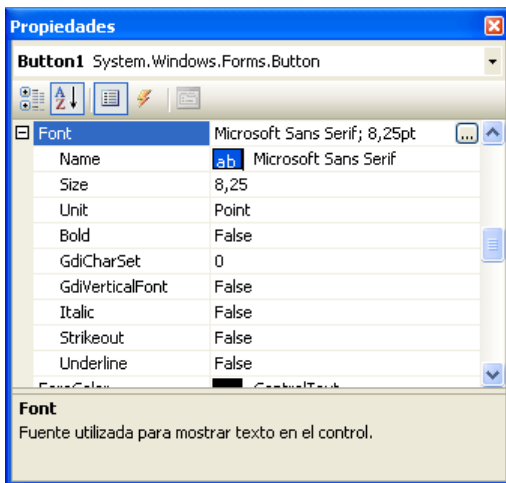 Propiedades
Button1 System.Windows.Forms.Button
A
Z
Font Microsoft Sans Serif; 8,25pt ...
Name ab Microsoft Sans Serif
Size 8,25
Unit Point
Bold False
GdiCharSet 0
GdiVerticalFont False
Italic False
Strikeout False
Underline False
ForeColor ControlText
Font
Fuente utilizada para mostrar texto en el control.